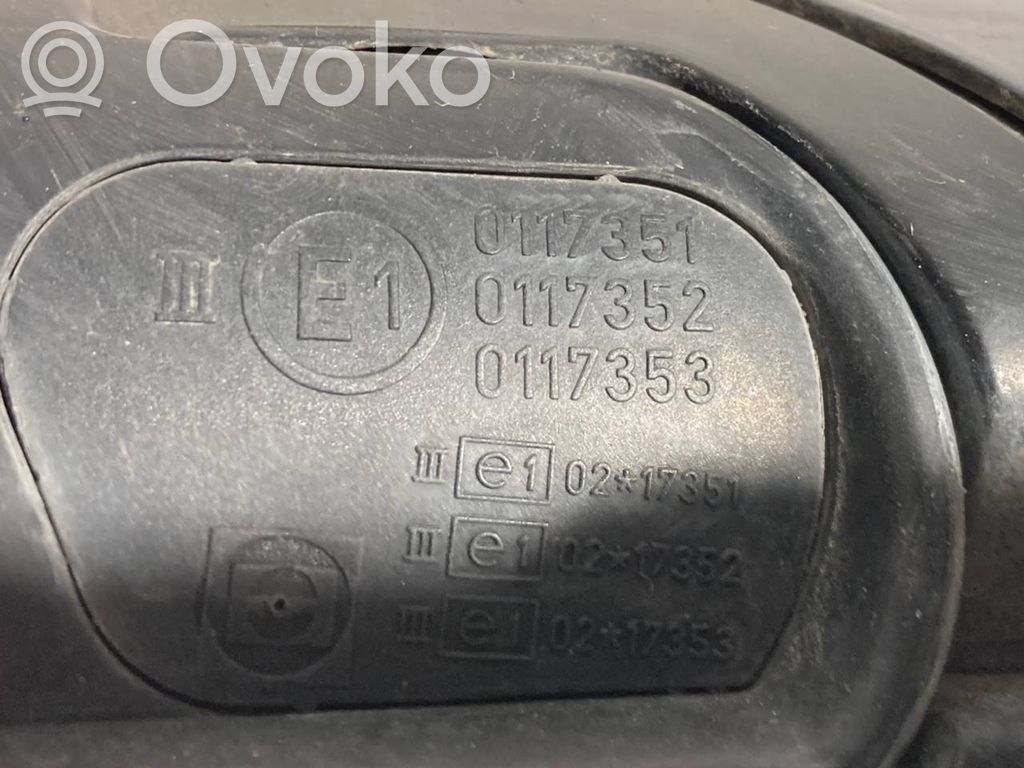 Ovoko
III E1 0117351
0117352
0117353
III e1 02*17351
III e1 02*17352
III e1 02*17353